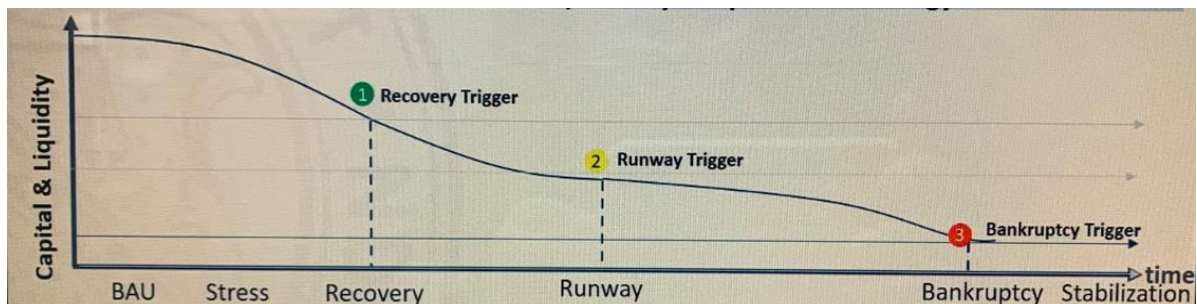 Capital & Liquidity
1 Recovery Trigger
2 Runway Trigger
3 Bankruptcy Trigger
time
BAU Stress Recovery Runway Bankruptcy Stabilization